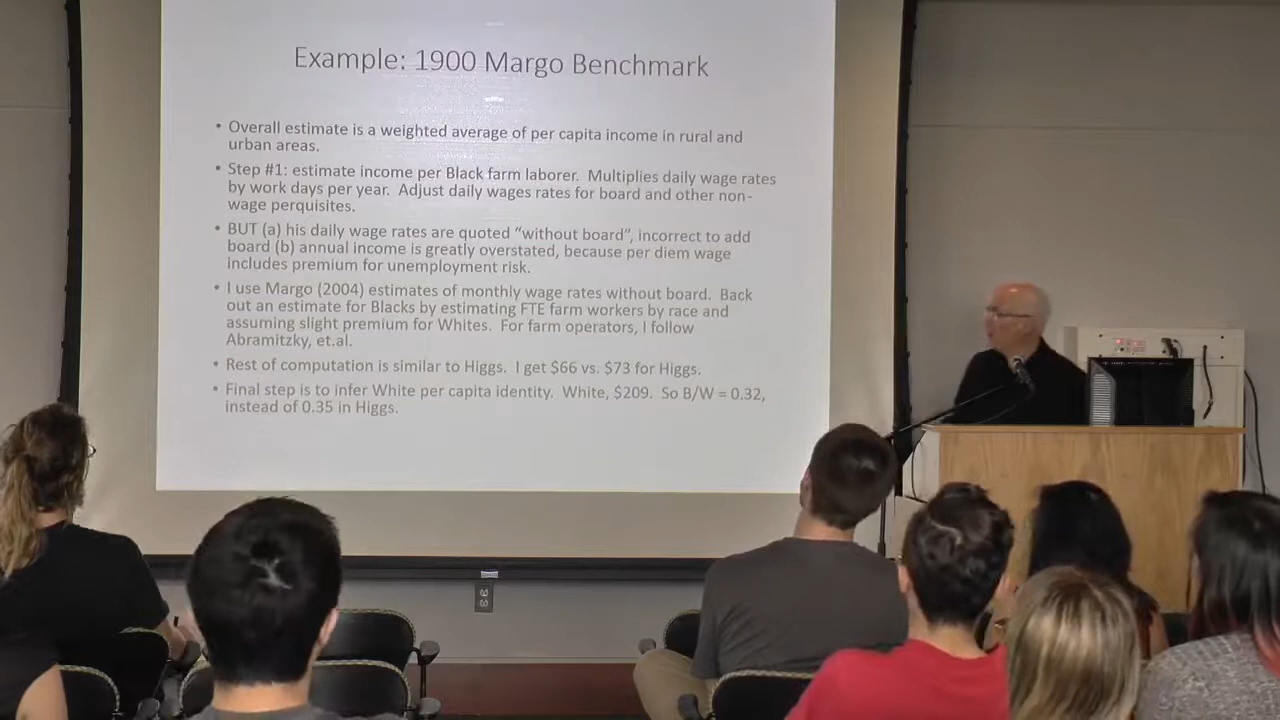 Example: 1900 Margo Benchmark
• Overall estimate is a weighted average of per capita income in rural and
urban areas.
• Step #1: estimate income per Black farm laborer. Multiplies daily wage rates
by work days per year. Adjust daily wages rates for board and other non-
wage perquisites.
• BUT (a) his daily wage rates are quoted “without board”, incorrect to add
board (b) annual income is greatly overstated, because per diem wage
includes premium for unemployment risk.
• I use Margo (2004) estimates of monthly wage rates without board. Back
out an estimate for Blacks by estimating FTE farm workers by race and
assuming slight premium for Whites. For farm operators, I follow
Abramitzky, et.al.
• Rest of computation is similar to Higgs. I get $66 vs. $73 for Higgs.
• Final step is to infer White per capita identity. White, $209. So B/W = 0.32,
instead of 0.35 in Higgs.